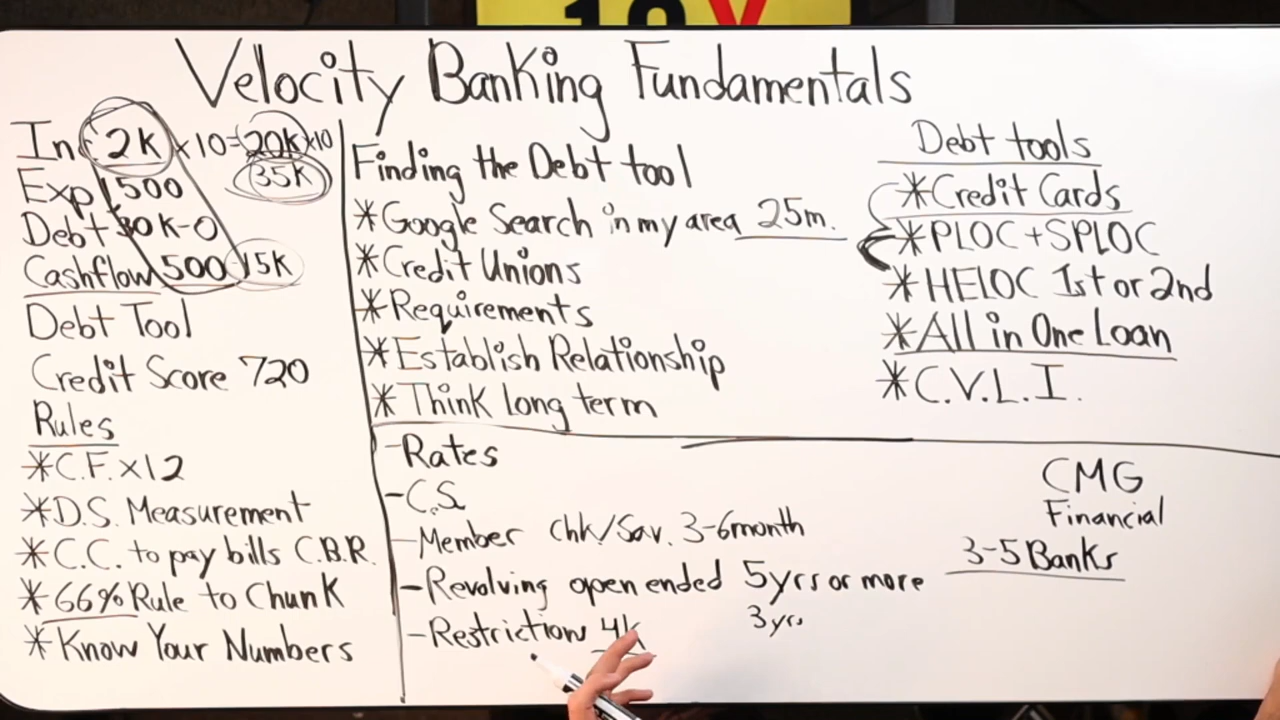 10X
Velocity Banking Fundamentals
Inc 2K x10=20K x10
35K
Exp 1500
Debt 30K-0
Cashflow 500 15K
Debt Tool
Credit Score 720
Rules
*C.F. x12
*D.S. Measurement
*C.C. to pay bills C.B.R.
*66% Rule to Chunk
*Know Your Numbers
Finding the Debt tool
*Google Search in my area 25m.
*Credit Unions
*Requirements
*Establish Relationship
*Think long term
-Rates
-C.S.
-Member Chk/Sav. 3-6month
-Revolving open ended 5yrs or more
3yrs
-Restrictions 4K
Debt tools
*Credit Cards
*PLOC+SPLOC
*HELOC 1st or 2nd
*All in One Loan
*C.V.L.I.
CMG
Financial
3-5 Banks